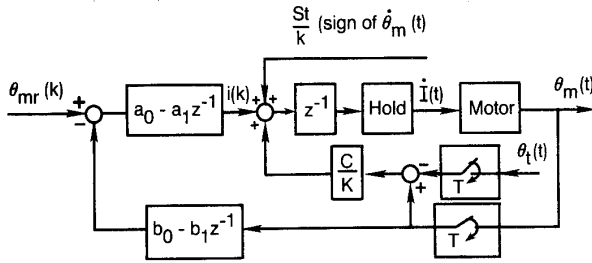 St/k (sign of θ̇m (t)
θmr (k)
+
−
a0 - a1z-1
i(k)
+
+
+
z-1
Hold
İ(t)
Motor
θm(t)
C/K
−
+
T
θt(t)
b0 - b1z-1
T